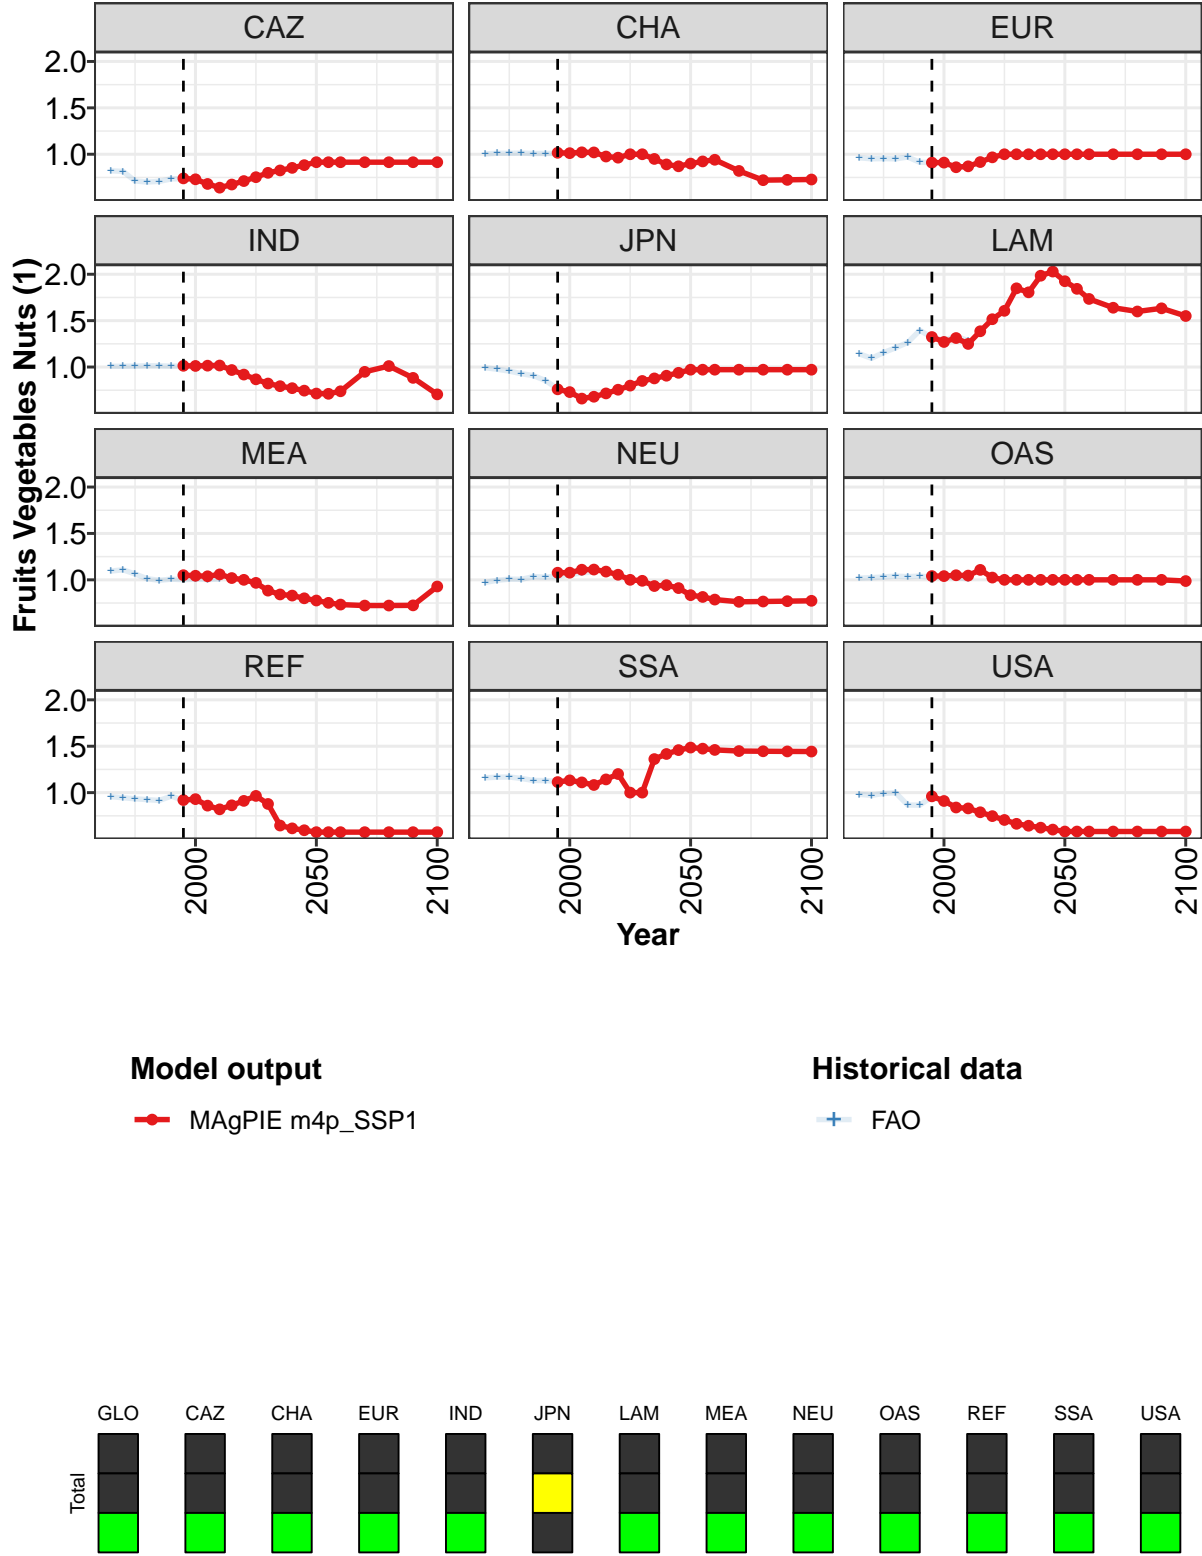 CAZ CHA EUR
2.0
1.5
1.0
IND JPN LAM
2.0
1.5
1.0
MEA NEU OAS
2.0
1.5
1.0
REF SSA USA
2.0
1.5
1.0
Fruits Vegetables Nuts (1)
2000 2050 2100 2000 2050 2100 2000 2050 2100
Year
Model output Historical data
MAgPIE m4p_SSP1 FAO
GLO CAZ CHA EUR IND JPN LAM MEA NEU OAS REF SSA USA
Total